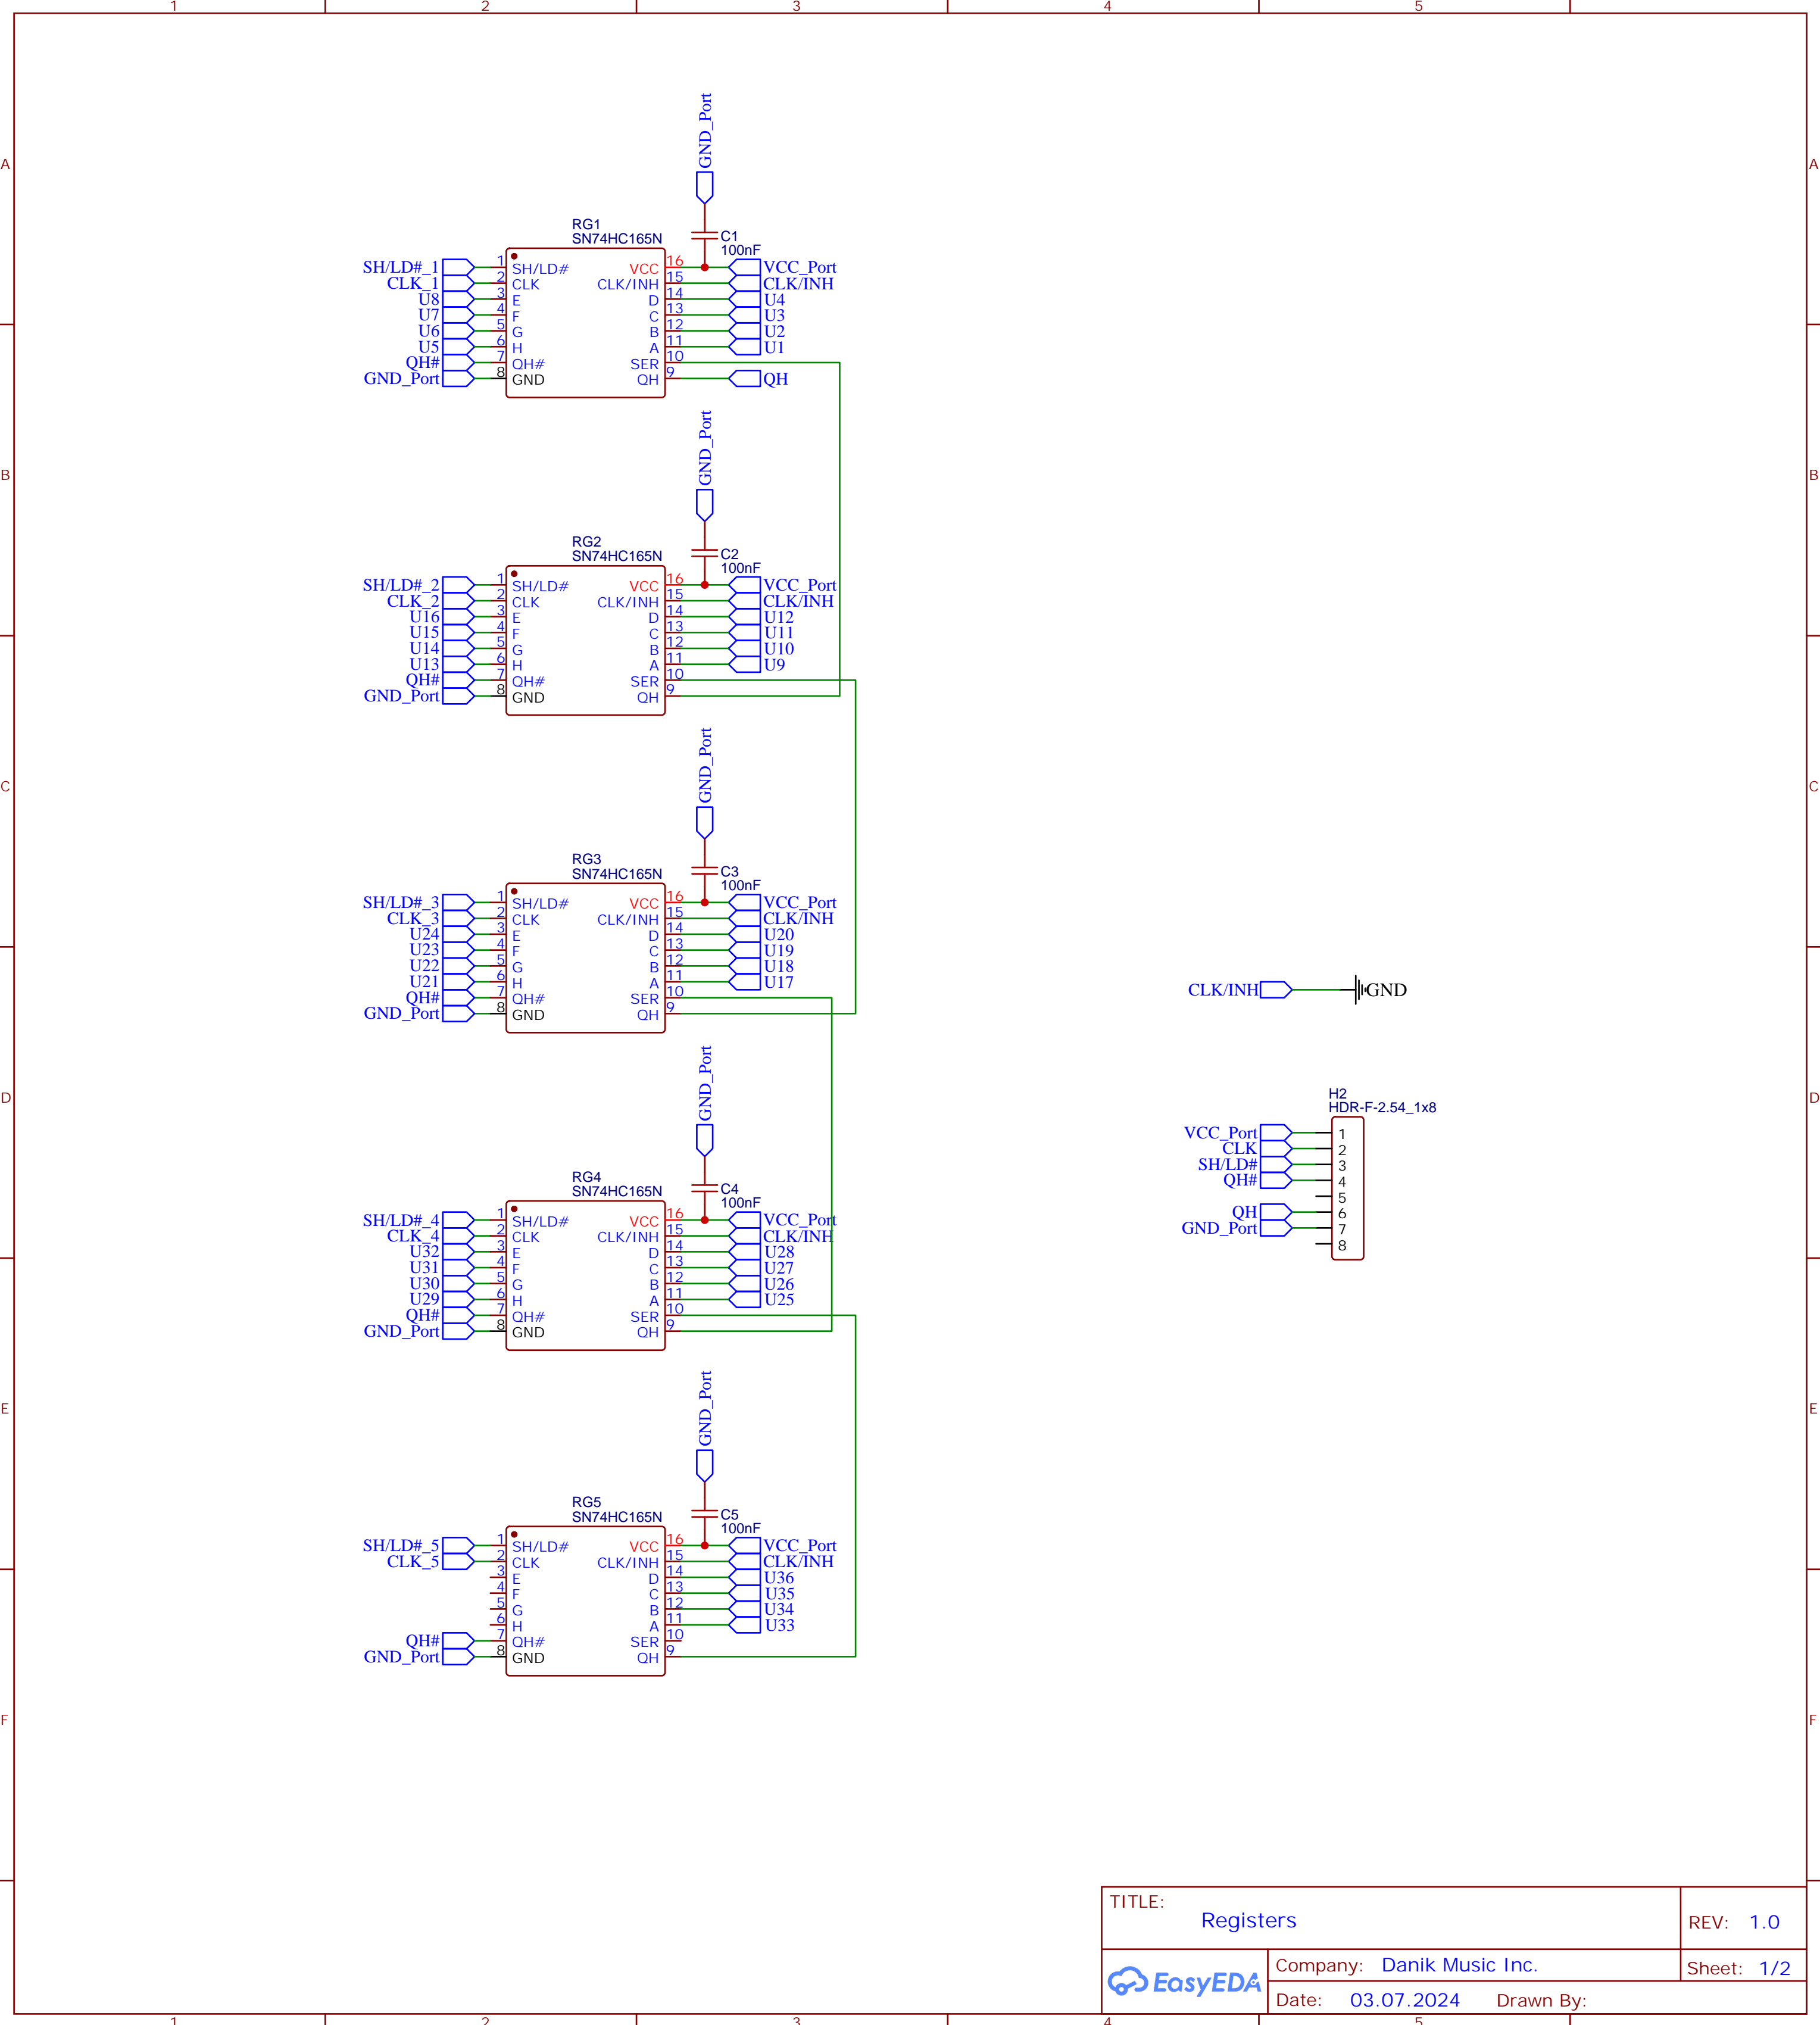 1 2 3 4 5
A A
GND_Port
RG1
SN74HC165N
C1
100nF
SH/LD#_1 1 SH/LD# VCC 16 VCC_Port
CLK_1 2 CLK CLK/INH 15 CLK/INH
U8 3 E D 14 U4
U7 4 F C 13 U3
U6 5 G B 12 U2
U5 6 H A 11 U1
QH# 7 QH# SER 10
GND_Port 8 GND QH 9 QH
B B
GND_Port
RG2
SN74HC165N
C2
100nF
SH/LD#_2 1 SH/LD# VCC 16 VCC_Port
CLK_2 2 CLK CLK/INH 15 CLK/INH
U16 3 E D 14 U12
U15 4 F C 13 U11
U14 5 G B 12 U10
U13 6 H A 11 U9
QH# 7 QH# SER 10
GND_Port 8 GND QH 9
C C
GND_Port
RG3
SN74HC165N
C3
100nF
SH/LD#_3 1 SH/LD# VCC 16 VCC_Port
CLK_3 2 CLK CLK/INH 15 CLK/INH
U24 3 E D 14 U20
U23 4 F C 13 U19
U22 5 G B 12 U18
U21 6 H A 11 U17
QH# 7 QH# SER 10
GND_Port 8 GND QH 9
CLK/INH GND
D D
GND_Port
RG4
SN74HC165N
C4
100nF
SH/LD#_4 1 SH/LD# VCC 16 VCC_Port
CLK_4 2 CLK CLK/INH 15 CLK/INH
U32 3 E D 14 U28
U31 4 F C 13 U27
U30 5 G B 12 U26
U29 6 H A 11 U25
QH# 7 QH# SER 10
GND_Port 8 GND QH 9
H2
HDR-F-2.54_1x8
VCC_Port 1
CLK 2
SH/LD# 3
QH# 4
5
QH 6
GND_Port 7
8
E E
GND_Port
RG5
SN74HC165N
C5
100nF
SH/LD#_5 1 SH/LD# VCC 16 VCC_Port
CLK_5 2 CLK CLK/INH 15 CLK/INH
3 E D 14 U36
4 F C 13 U35
5 G B 12 U34
6 H A 11 U33
QH# 7 QH# SER 10
GND_Port 8 GND QH 9
F F
TITLE:
Registers
REV: 1.0
EasyEDA
Company: Danik Music Inc.
Sheet: 1/2
Date: 03.07.2024 Drawn By:
1 2 3 4 5